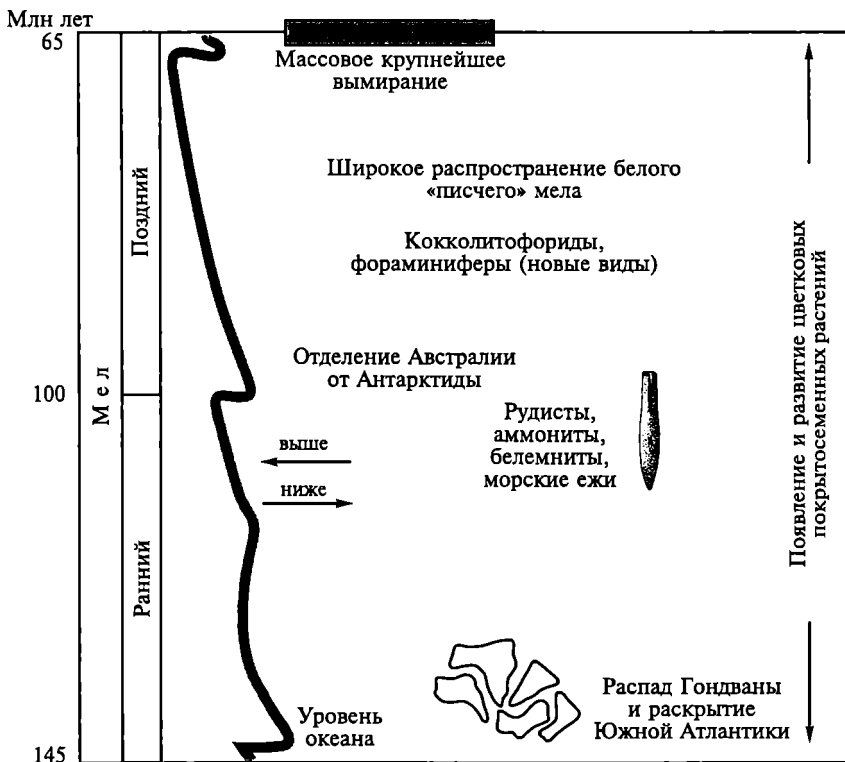 Млн лет
65
Массовое крупнейшее
вымирание
Широкое распространение белого
«писчего» мела
Кокколитофориды,
фораминиферы (новые виды)
Отделение Австралии
от Антарктиды
100
Рудисты,
аммониты,
белемниты,
морские ежи
выше
ниже
Распад Гондваны
и раскрытие
Южной Атлантики
Уровень
океана
145
Мел
Поздний
Ранний
Появление и развитие цветковых
покрытосеменных растений